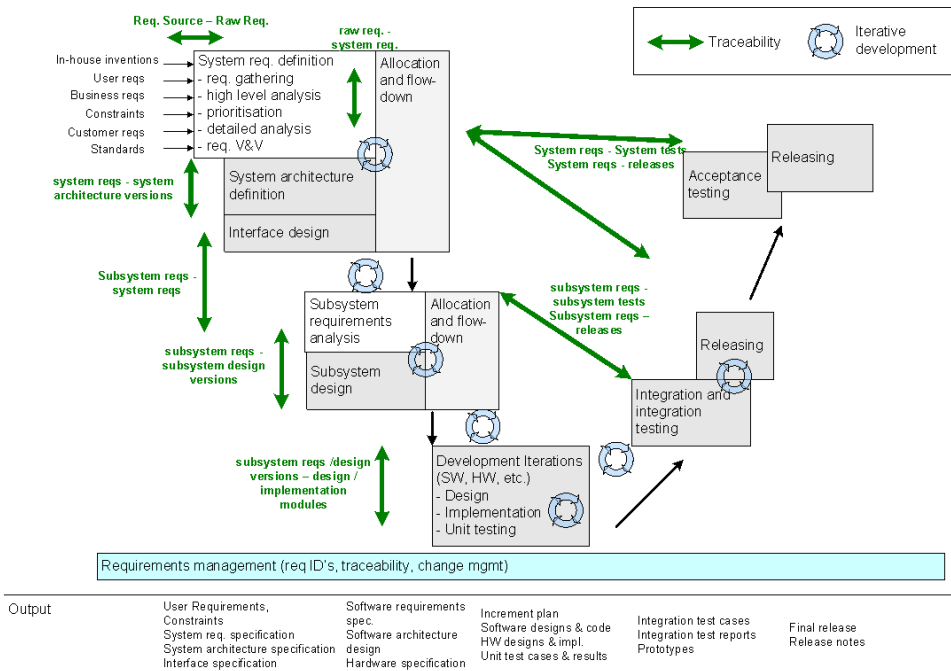 Req. Source – Raw Req.
raw req. -
system req.
Traceability
Iterative
development
In-house inventions
User reqs
Business reqs
Constraints
Customer reqs
Standards
System req. definition
- req. gathering
- high level analysis
- prioritisation
- detailed analysis
- req. V&V
Allocation
and flow-
down
system reqs - system
architecture versions
System architecture
definition
Interface design
System reqs - System tests
System reqs - releases
Acceptance
testing
Releasing
Subsystem reqs -
system reqs
Subsystem
requirements
analysis
Allocation
and flow-
down
subsystem reqs -
subsystem tests
Subsystem reqs –
releases
subsystem reqs -
subsystem design
versions
Subsystem
design
Releasing
Integration and
integration
testing
subsystem reqs /design
versions – design /
implementation
modules
Development Iterations
(SW, HW, etc.)
- Design
- Implementation
- Unit testing
Requirements management (req ID's, traceability, change mgmt)
Output
User Requirements,
Constraints
System req. specification
System architecture specification
Interface specification
Software requirements
spec.
Software architecture
design
Hardware specification
Increment plan
Software designs & code
HW designs & impl.
Unit test cases & results
Integration test cases
Integration test reports
Prototypes
Final release
Release notes